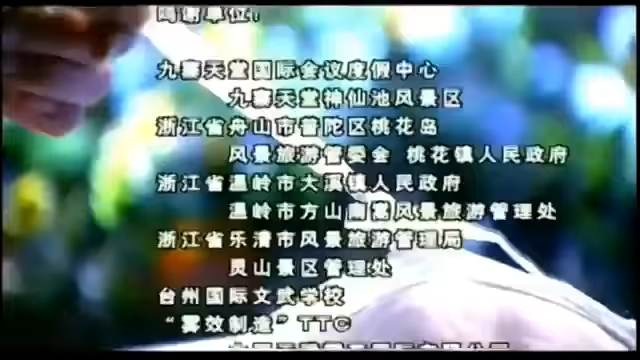 鸣谢单位:
九寨天堂国际会议度假中心
九寨天堂神仙池风景区
浙江省舟山市普陀区桃花岛
风景旅游管委会 桃花镇人民政府
浙江省温岭市大溪镇人民政府
温岭市方山南嵩风景旅游管理处
浙江省乐清市风景旅游管理局
灵山景区管理处
台州国际文武学校
“雾效制造”TTC